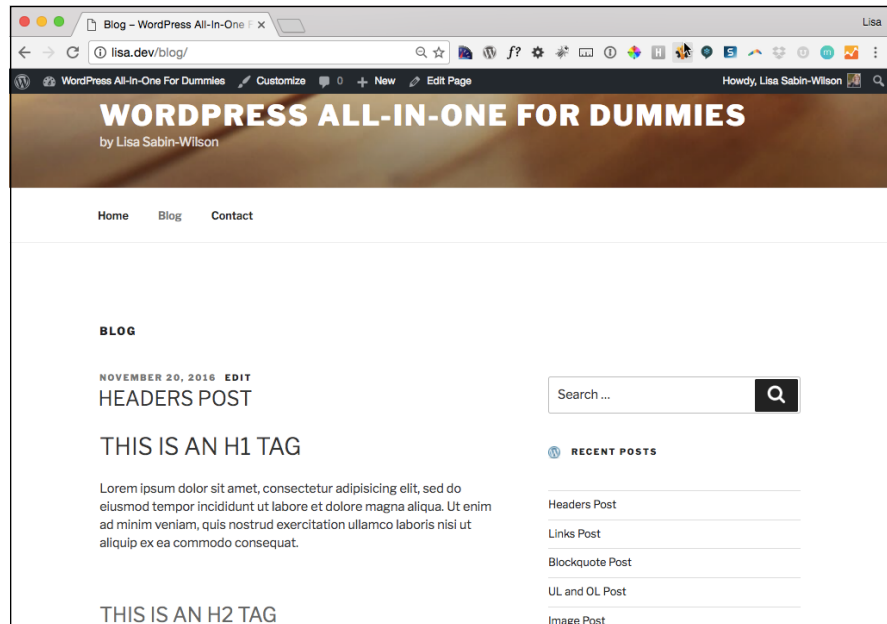 Blog – WordPress All-In-One F
Lisa
lisa.dev/blog/
f?
WordPress All-In-One For Dummies Customize 0 New Edit Page Howdy, Lisa Sabin-Wilson
WORDPRESS ALL-IN-ONE FOR DUMMIES
by Lisa Sabin-Wilson
Home Blog Contact
BLOG
NOVEMBER 20, 2016 EDIT
HEADERS POST
THIS IS AN H1 TAG
Lorem ipsum dolor sit amet, consectetur adipisicing elit, sed do
eiusmod tempor incididunt ut labore et dolore magna aliqua. Ut enim
ad minim veniam, quis nostrud exercitation ullamco laboris nisi ut
aliquip ex ea commodo consequat.
THIS IS AN H2 TAG
Search ...
RECENT POSTS
Headers Post
Links Post
Blockquote Post
UL and OL Post
Image Post